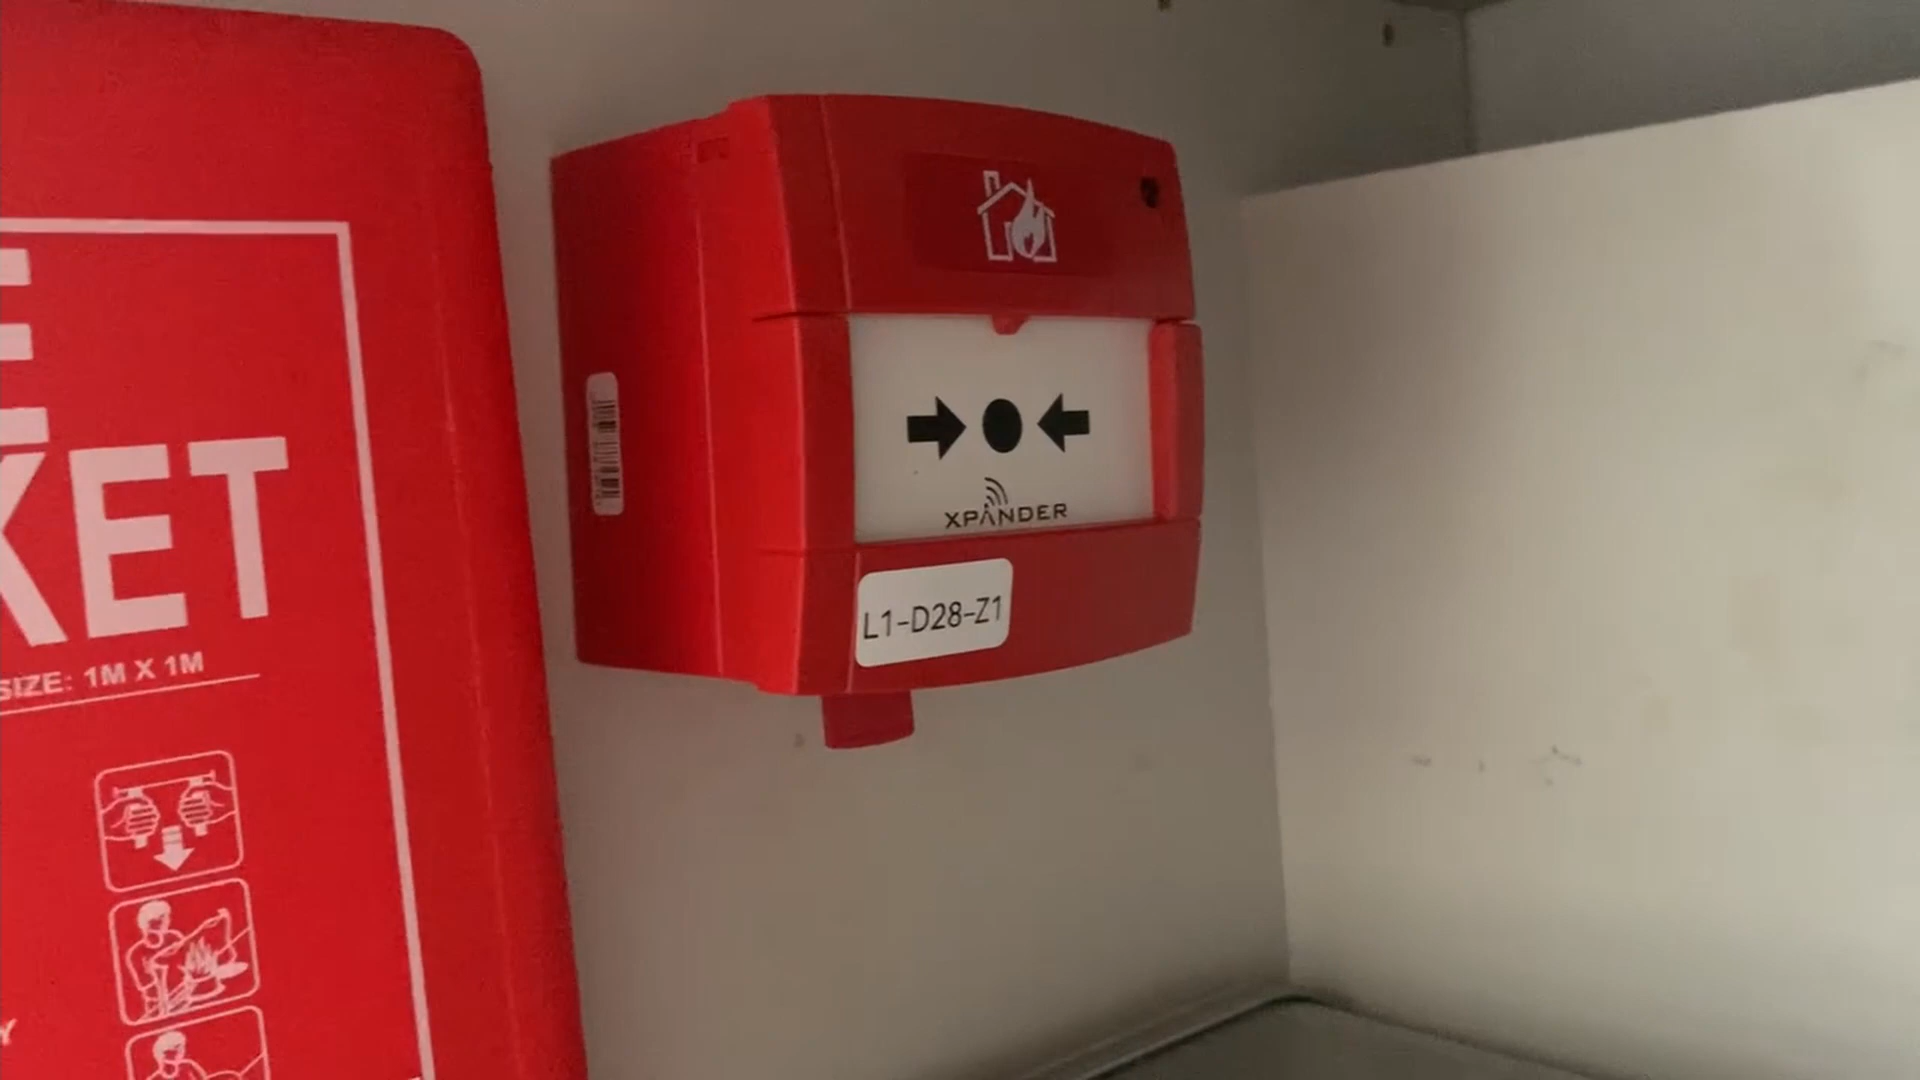 E
KET
SIZE: 1M X 1M
Y
XPANDER
L1-D28-Z1